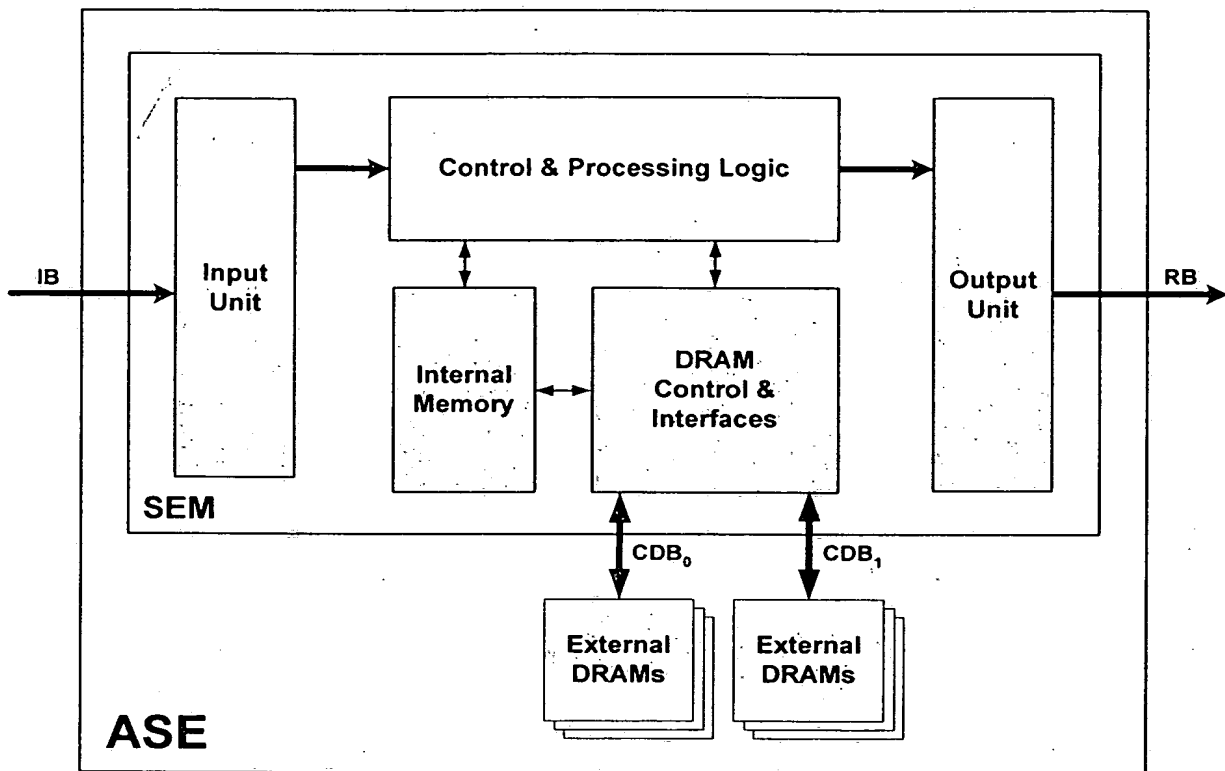 Control & Processing Logic
IB
Input
Unit
Output
Unit
RB
Internal
Memory
DRAM
Control &
Interfaces
SEM
CDB₀
CDB₁
External
DRAMs
External
DRAMs
ASE